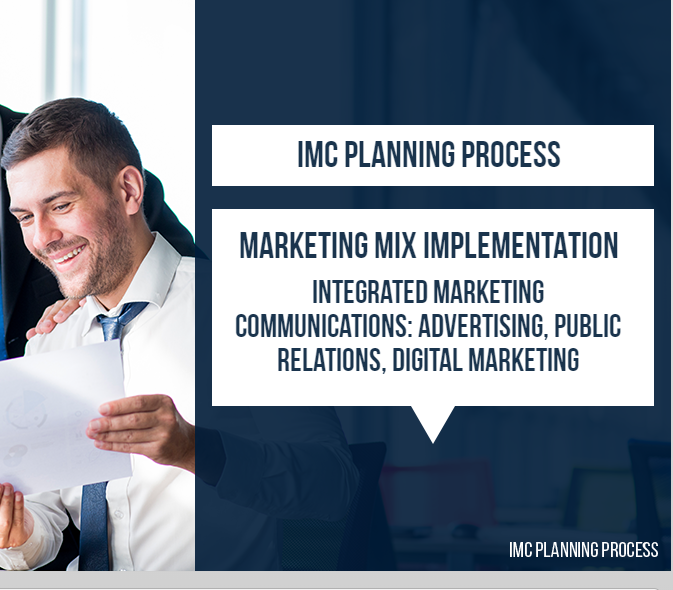 IMC PLANNING PROCESS
MARKETING MIX IMPLEMENTATION
INTEGRATED MARKETING
COMMUNICATIONS: ADVERTISING, PUBLIC
RELATIONS, DIGITAL MARKETING
IMC PLANNING PROCESS